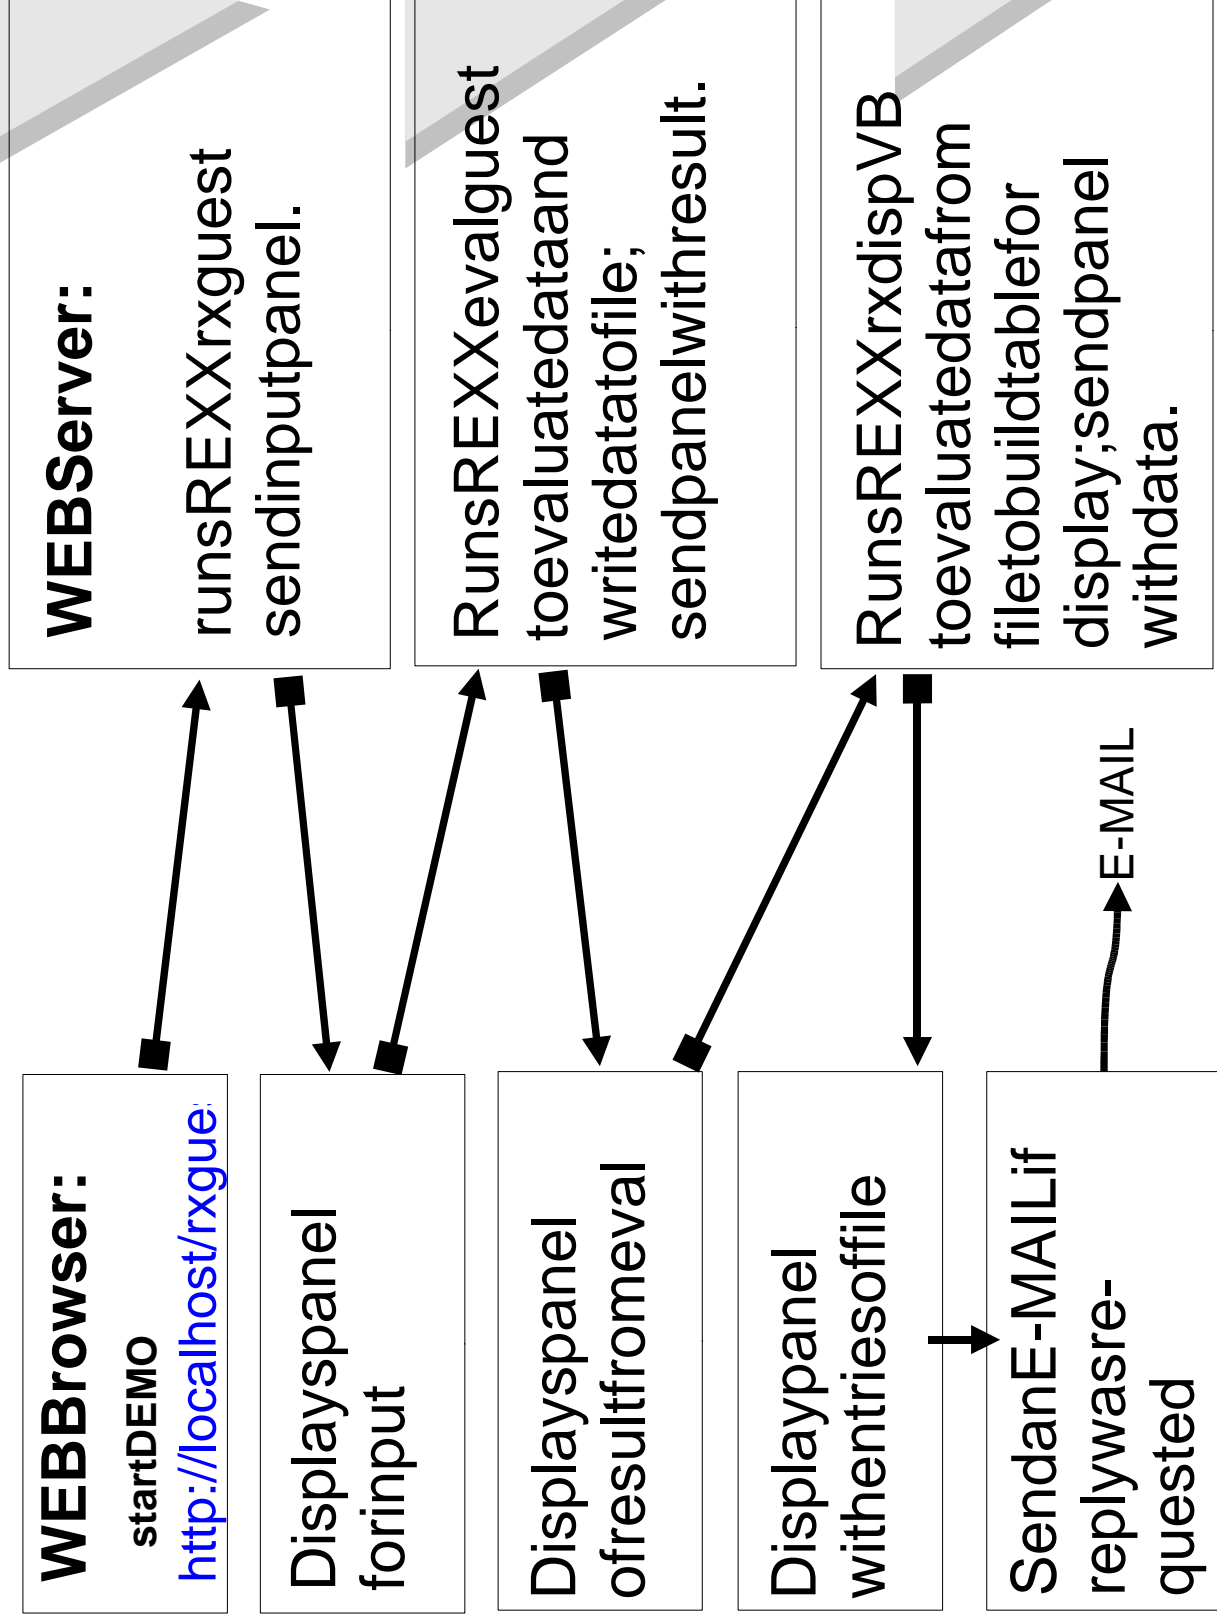 WEBBrowser:
startDEMO
http://localhost/rxgue
Displayspanel
forinput
Displayspanel
ofresultfromeval
Displaypanel
withentriesoffile
SendanE-MAILif
replywasre-
quested
E-MAIL
WEBServer:
runsREXXrxguest
sendinputpanel.
RunsREXXevalguest
toevaluatedataand
writedatatofile;
sendpanelwithresult.
RunsREXXrxdispVB
toevaluatedatafrom
filetobuildtablefor
display;sendpanel
withdata.